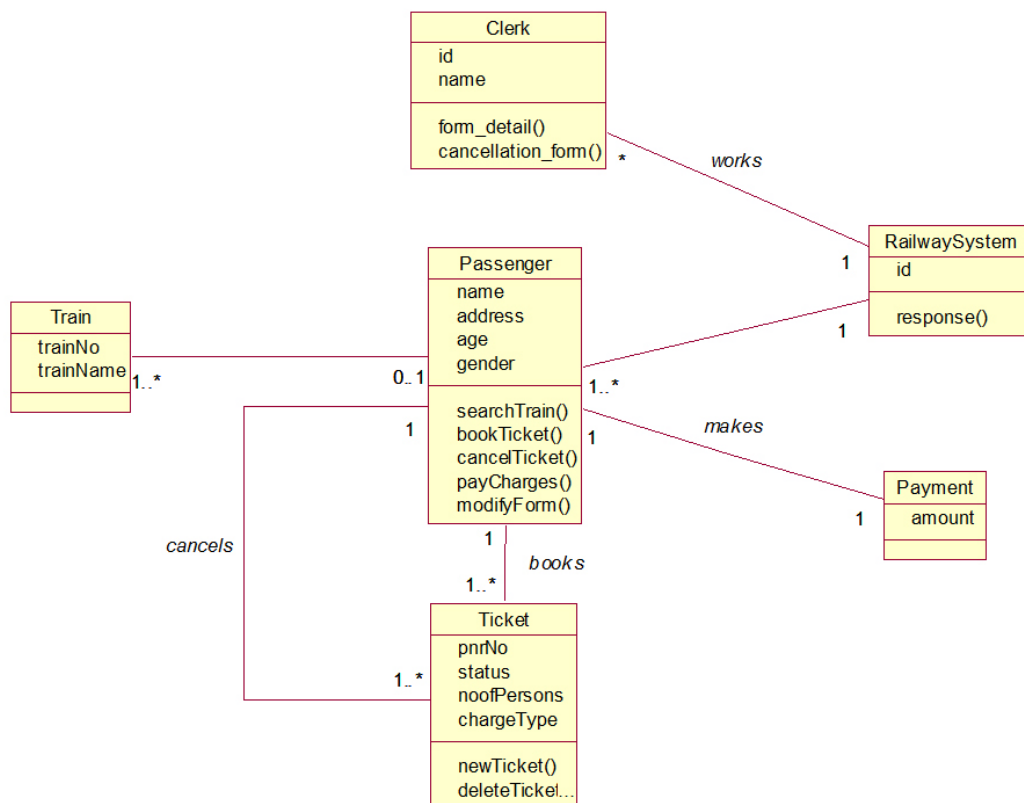 Clerk
id
name
form_detail()
cancellation_form()
*
works
RailwaySystem
id
response()
1
1
Passenger
name
address
age
gender
searchTrain()
bookTicket()
cancelTicket()
payCharges()
modifyForm()
Train
trainNo
trainName
1..*
0..1
1..*
1
1
makes
Payment
amount
1
cancels
1
books
1..*
Ticket
pnrNo
status
noofPersons
chargeType
newTicket()
deleteTicket...
1..*